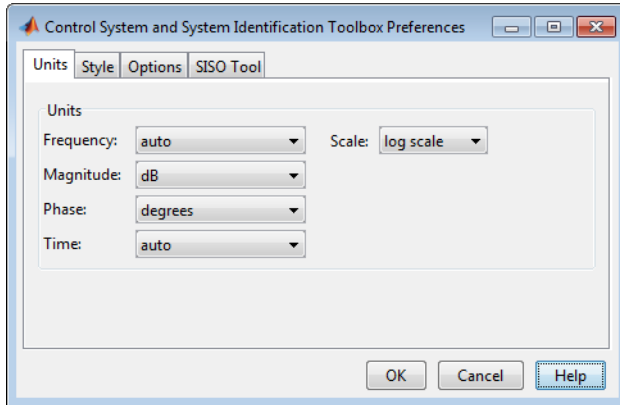 Control System and System Identification Toolbox Preferences
Units Style Options SISO Tool
Units
Frequency: auto Scale: log scale
Magnitude: dB
Phase: degrees
Time: auto
OK Cancel Help